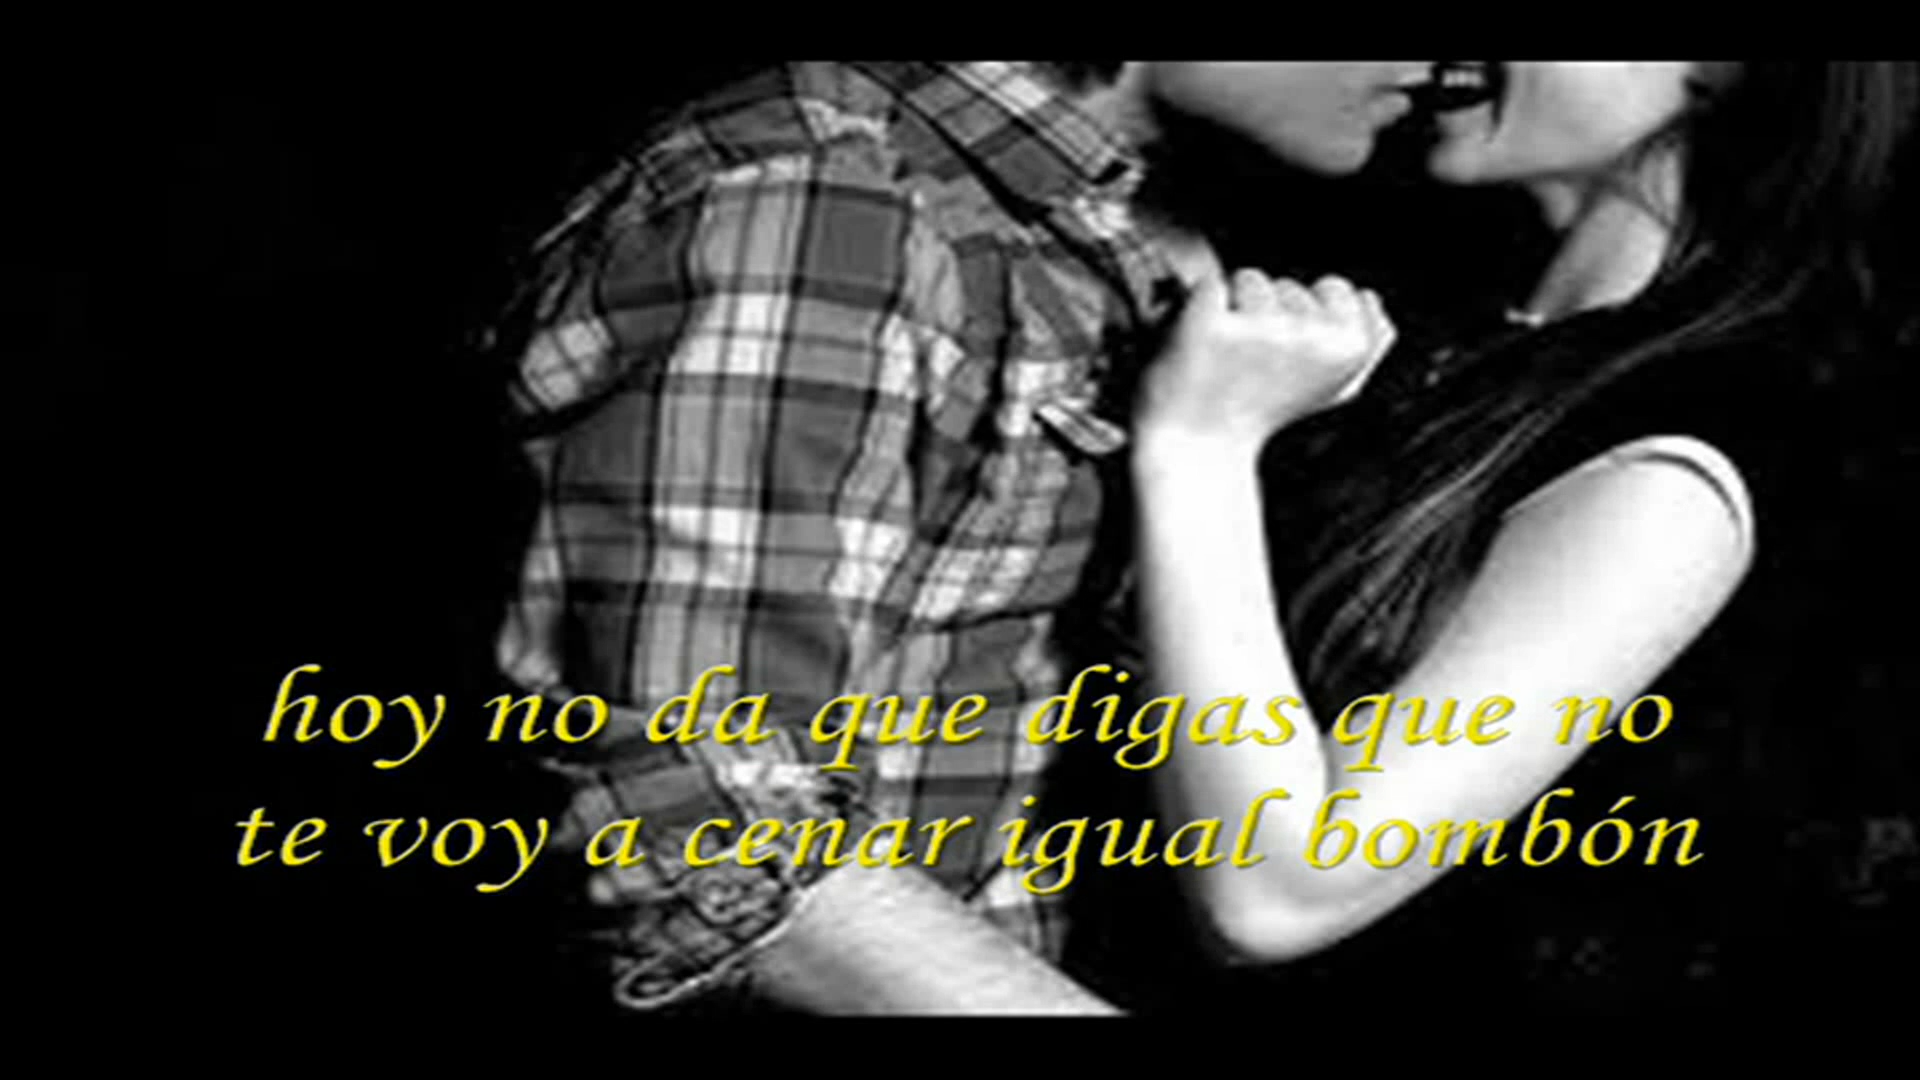 hoy no da que digas que no
te voy a cenar igual bombón